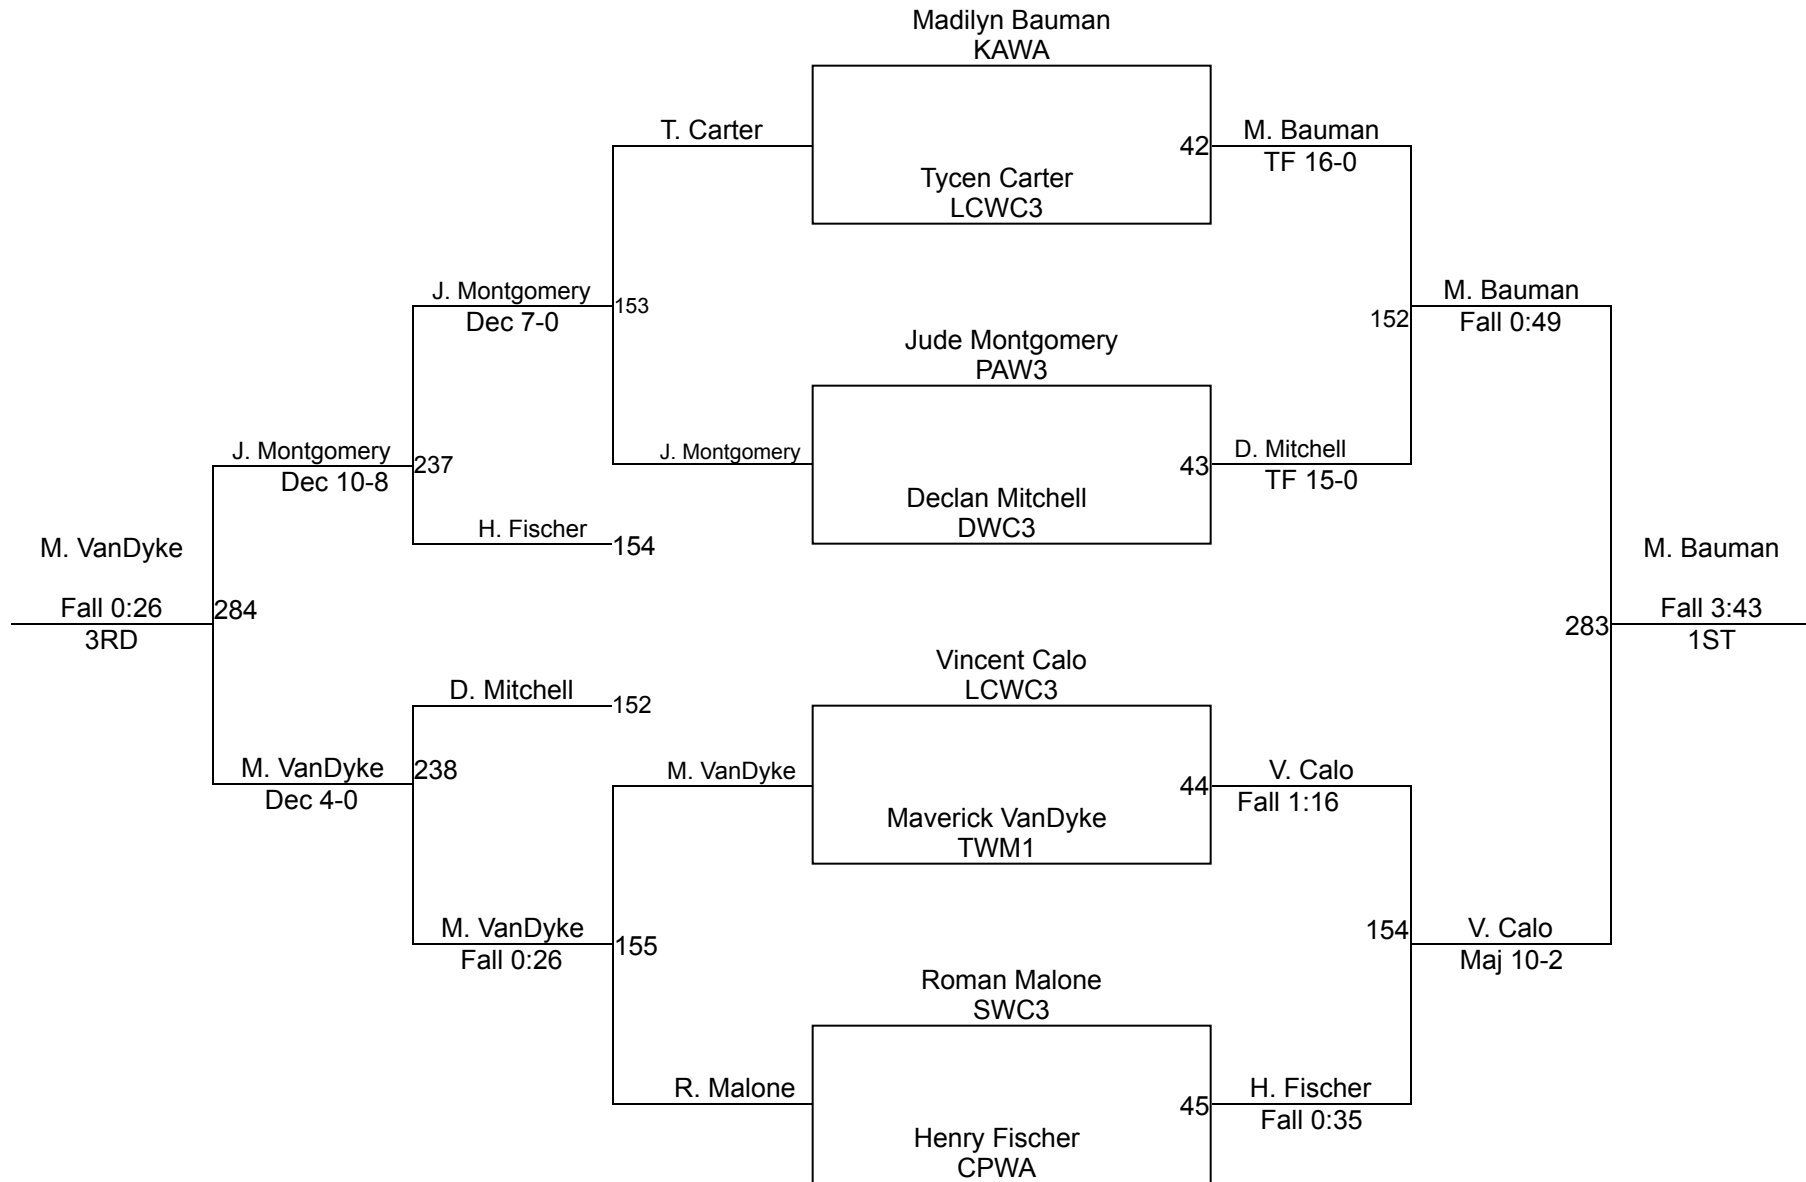 Madilyn Bauman
KAWA
T. Carter
42
M. Bauman
TF 16-0
Tycen Carter
LCWC3
J. Montgomery
Dec 7-0
153
152
M. Bauman
Fall 0:49
Jude Montgomery
PAW3
J. Montgomery
Dec 10-8
237
J. Montgomery
43
D. Mitchell
TF 15-0
Declan Mitchell
DWC3
H. Fischer
154
M. VanDyke
Fall 0:26
3RD
284
M. Bauman
283
Fall 3:43
1ST
Vincent Calo
LCWC3
D. Mitchell
152
M. VanDyke
Dec 4-0
238
M. VanDyke
44
V. Calo
Fall 1:16
Maverick VanDyke
TWM1
M. VanDyke
Fall 0:26
155
154
V. Calo
Maj 10-2
Roman Malone
SWC3
R. Malone
45
H. Fischer
Fall 0:35
Henry Fischer
CPWA